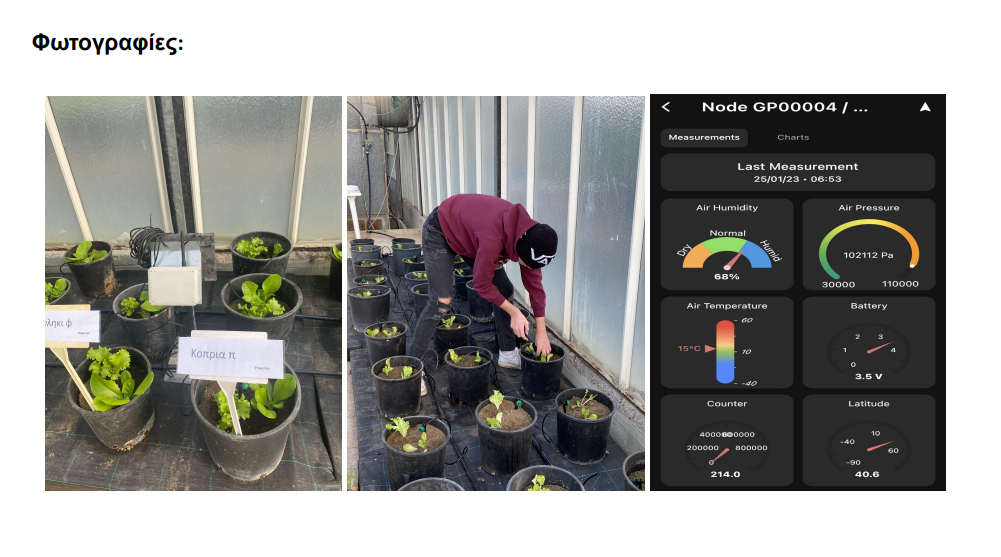 Φωτογραφίες:
Κοπρια π
Node GP00004 / ...
Measurements
Charts
Last Measurement
25/01/23 • 06:53
Air Humidity
Dry
Normal
Humid
68%
Air Pressure
102112 Pa
30000
110000
Air Temperature
60
15°C
10
-40
Battery
0
1
2
3
4
3.5 V
Counter
0
200000
800000
214.0
Latitude
-90
-40
10
60
40.6